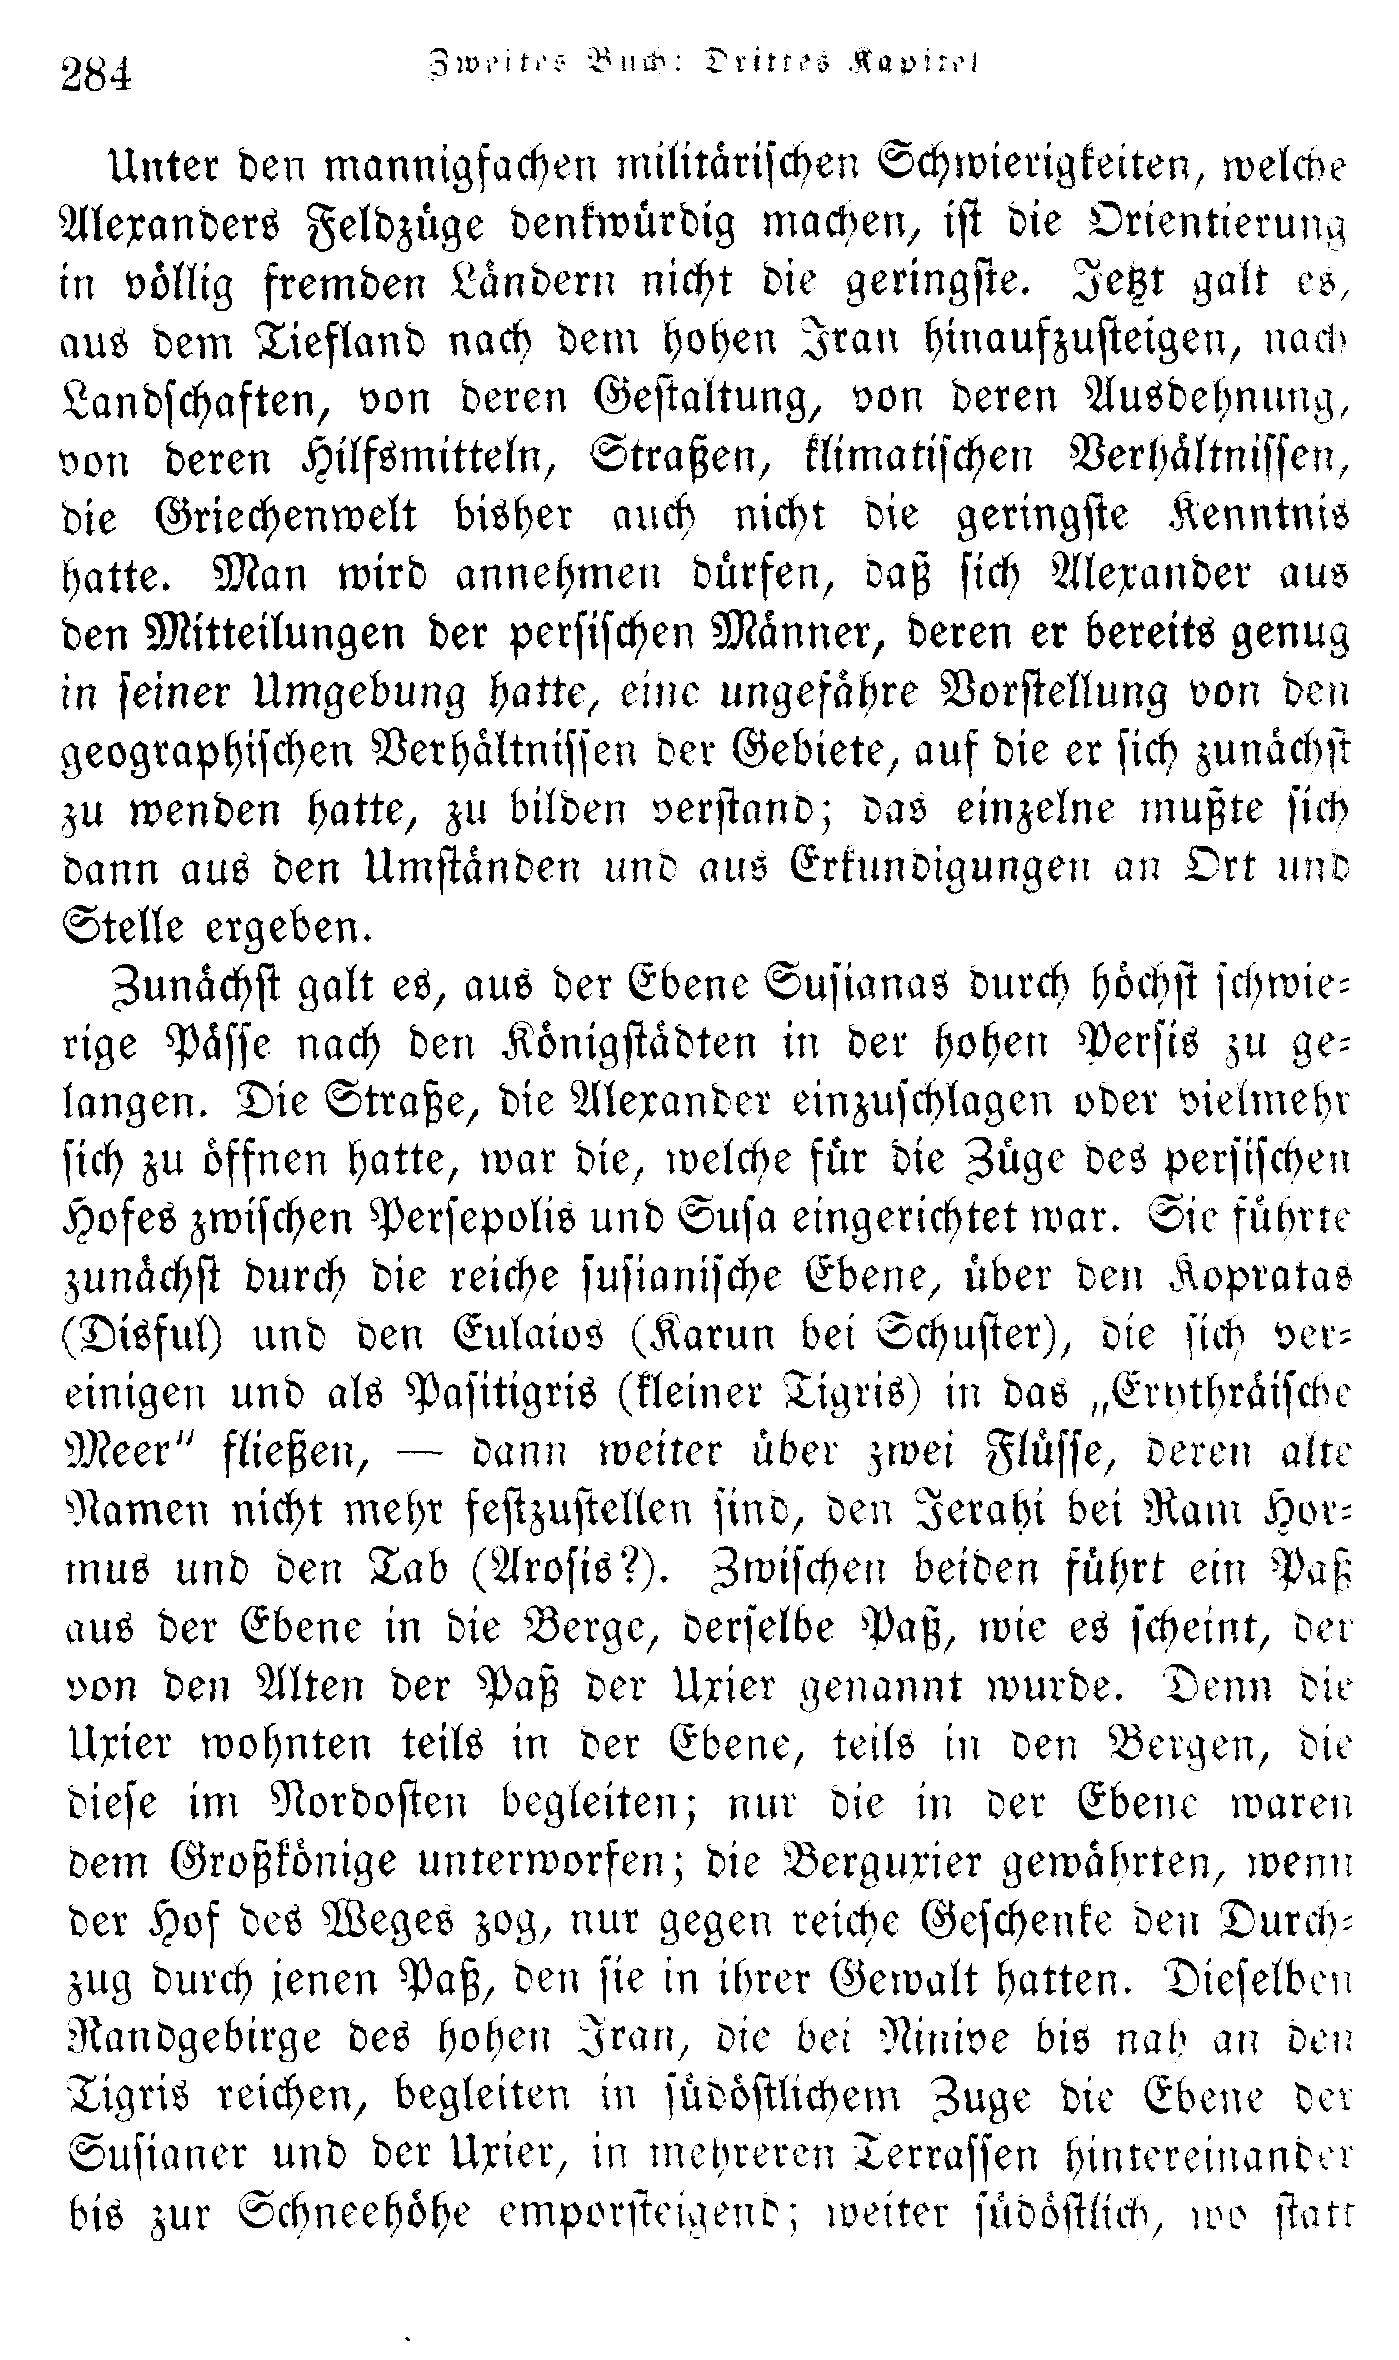 284 Zweites Buch: Drittes Kapitel
Unter den mannigfachen militärischen Schwierigkeiten, welche
Alexanders Feldzüge denkwürdig machen, ist die Orientierung
in völlig fremden Ländern nicht die geringste. Jetzt galt es,
aus dem Tiefland nach dem hohen Iran hinaufzusteigen, nach
Landschaften, von deren Gestaltung, von deren Ausdehnung,
von deren Hilfsmitteln, Straßen, klimatischen Verhältnissen,
die Griechenwelt bisher auch nicht die geringste Kenntnis
hatte. Man wird annehmen dürfen, daß sich Alexander aus
den Mitteilungen der persischen Männer, deren er bereits genug
in seiner Umgebung hatte, eine ungefähre Vorstellung von den
geographischen Verhältnissen der Gebiete, auf die er sich zunächst
zu wenden hatte, zu bilden verstand; das einzelne mußte sich
dann aus den Umständen und aus Erkundigungen an Ort und
Stelle ergeben.
Zunächst galt es, aus der Ebene Susianas durch höchst schwie-
rige Pässe nach den Königstädten in der hohen Persis zu ge-
langen. Die Straße, die Alexander einzuschlagen oder vielmehr
sich zu öffnen hatte, war die, welche für die Züge des persischen
Hofes zwischen Persepolis und Susa eingerichtet war. Sie führte
zunächst durch die reiche susianische Ebene, über den Kopratas
(Disful) und den Eulaios (Karun bei Schuster), die sich ver-
einigen und als Pasitigris (kleiner Tigris) in das „Erythräische
Meer“ fließen, — dann weiter über zwei Flüsse, deren alte
Namen nicht mehr festzustellen sind, den Jerahi bei Ram Hor-
mus und den Tab (Arosis?). Zwischen beiden führt ein Paß
aus der Ebene in die Berge, derselbe Paß, wie es scheint, der
von den Alten der Paß der Uxier genannt wurde. Denn die
Uxier wohnten teils in der Ebene, teils in den Bergen, die
diese im Nordosten begleiten; nur die in der Ebene waren
dem Großkönige unterworfen; die Berguxier gewährten, wenn
der Hof des Weges zog, nur gegen reiche Geschenke den Durch-
zug durch jenen Paß, den sie in ihrer Gewalt hatten. Dieselben
Randgebirge des hohen Iran, die bei Ninive bis nah an den
Tigris reichen, begleiten in südöstlichem Zuge die Ebene der
Susianer und der Uxier, in mehreren Terrassen hintereinander
bis zur Schneehöhe emporsteigend; weiter südöstlich, wo statt